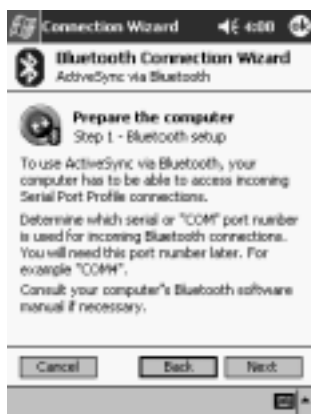 Connection Wizard 4:00 ok
Bluetooth Connection Wizard
ActiveSync via Bluetooth
Prepare the computer
Step 1 - Bluetooth setup
To use ActiveSync via Bluetooth, your
computer has to be able to access incoming
Serial Port Profile connections.
Determine which serial or "COM" port number
is used for incoming Bluetooth connections.
You will need this port number later. For
example "COM4".
Consult your computer"s Bluetooth software
manual if necessary.
Cancel Back Next